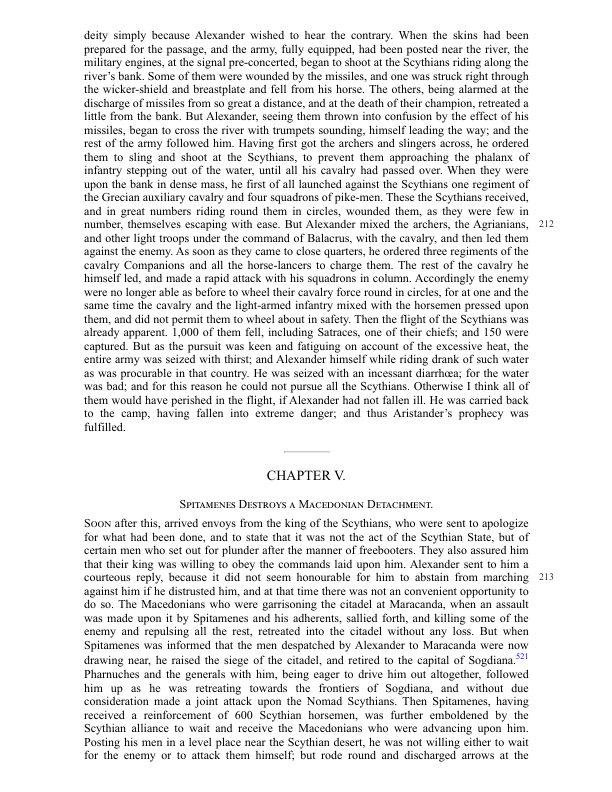 deity simply because Alexander wished to hear the contrary. When the skins had been
prepared for the passage, and the army, fully equipped, had been posted near the river, the
military engines, at the signal pre-concerted, began to shoot at the Scythians riding along the
river’s bank. Some of them were wounded by the missiles, and one was struck right through
the wicker-shield and breastplate and fell from his horse. The others, being alarmed at the
discharge of missiles from so great a distance, and at the death of their champion, retreated a
little from the bank. But Alexander, seeing them thrown into confusion by the effect of his
missiles, began to cross the river with trumpets sounding, himself leading the way; and the
rest of the army followed him. Having first got the archers and slingers across, he ordered
them to sling and shoot at the Scythians, to prevent them approaching the phalanx of
infantry stepping out of the water, until all his cavalry had passed over. When they were
upon the bank in dense mass, he first of all launched against the Scythians one regiment of
the Grecian auxiliary cavalry and four squadrons of pike-men. These the Scythians received,
and in great numbers riding round them in circles, wounded them, as they were few in
number, themselves escaping with ease. But Alexander mixed the archers, the Agrianians, 212
and other light troops under the command of Balacrus, with the cavalry, and then led them
against the enemy. As soon as they came to close quarters, he ordered three regiments of the
cavalry Companions and all the horse-lancers to charge them. The rest of the cavalry he
himself led, and made a rapid attack with his squadrons in column. Accordingly the enemy
were no longer able as before to wheel their cavalry force round in circles, for at one and the
same time the cavalry and the light-armed infantry mixed with the horsemen pressed upon
them, and did not permit them to wheel about in safety. Then the flight of the Scythians was
already apparent. 1,000 of them fell, including Satraces, one of their chiefs; and 150 were
captured. But as the pursuit was keen and fatiguing on account of the excessive heat, the
entire army was seized with thirst; and Alexander himself while riding drank of such water
as was procurable in that country. He was seized with an incessant diarrhœa; for the water
was bad; and for this reason he could not pursue all the Scythians. Otherwise I think all of
them would have perished in the flight, if Alexander had not fallen ill. He was carried back
to the camp, having fallen into extreme danger; and thus Aristander’s prophecy was
fulfilled.
CHAPTER V.
Spitamenes Destroys a Macedonian Detachment.
Soon after this, arrived envoys from the king of the Scythians, who were sent to apologize
for what had been done, and to state that it was not the act of the Scythian State, but of
certain men who set out for plunder after the manner of freebooters. They also assured him
that their king was willing to obey the commands laid upon him. Alexander sent to him a
courteous reply, because it did not seem honourable for him to abstain from marching 213
against him if he distrusted him, and at that time there was not an convenient opportunity to
do so. The Macedonians who were garrisoning the citadel at Maracanda, when an assault
was made upon it by Spitamenes and his adherents, sallied forth, and killing some of the
enemy and repulsing all the rest, retreated into the citadel without any loss. But when
Spitamenes was informed that the men despatched by Alexander to Maracanda were now
drawing near, he raised the siege of the citadel, and retired to the capital of Sogdiana.521
Pharnuches and the generals with him, being eager to drive him out altogether, followed
him up as he was retreating towards the frontiers of Sogdiana, and without due
consideration made a joint attack upon the Nomad Scythians. Then Spitamenes, having
received a reinforcement of 600 Scythian horsemen, was further emboldened by the
Scythian alliance to wait and receive the Macedonians who were advancing upon him.
Posting his men in a level place near the Scythian desert, he was not willing either to wait
for the enemy or to attack them himself; but rode round and discharged arrows at the